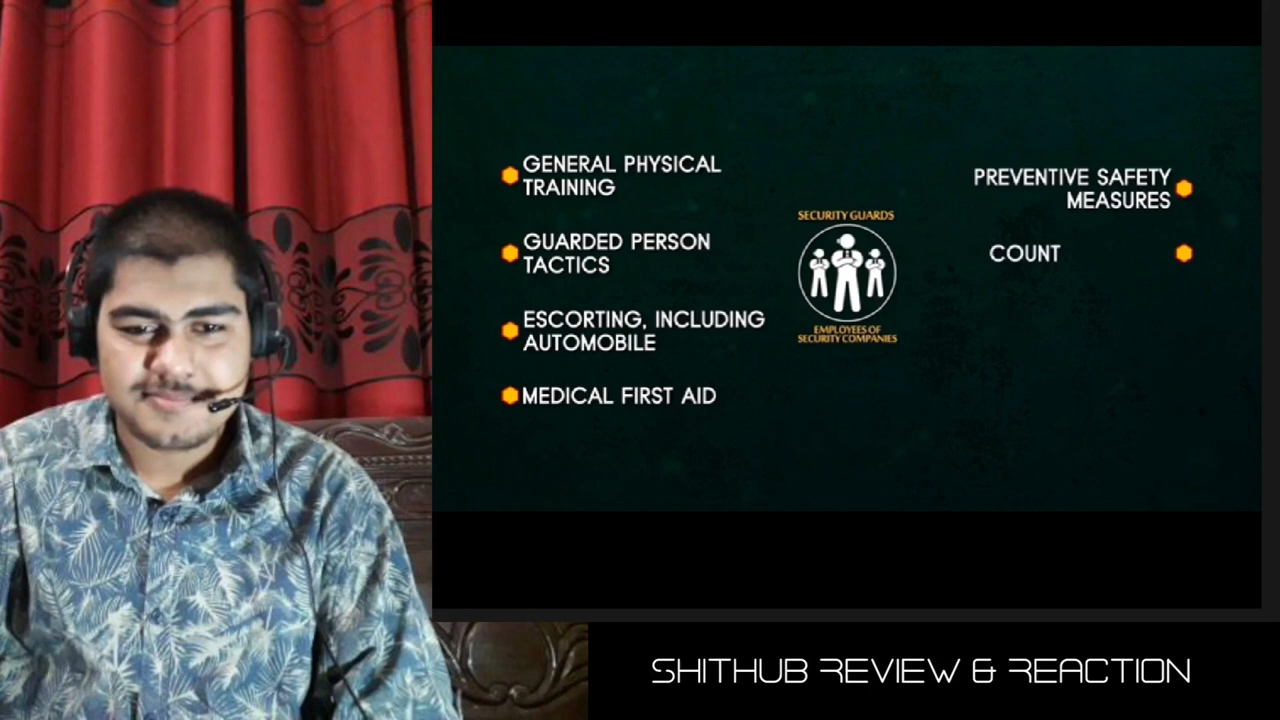 GENERAL PHYSICAL
TRAINING
GUARDED PERSON
TACTICS
ESCORTING, INCLUDING
AUTOMOBILE
MEDICAL FIRST AID
SECURITY GUARDS
EMPLOYEES OF
SECURITY COMPANIES
PREVENTIVE SAFETY
MEASURES
COUNT
SHITHUB REVIEW & REACTION